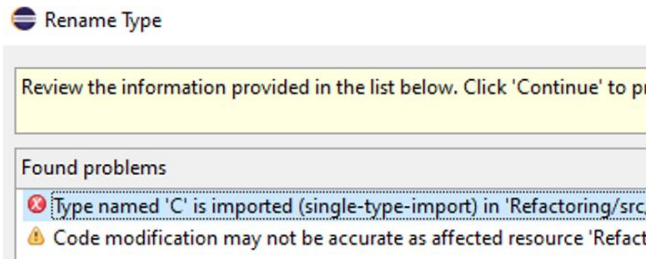 Rename Type
Review the information provided in the list below. Click 'Continue' to
Found problems
Type named 'C' is imported (single-type-import) in 'Refactoring/src
Code modification may not be accurate as affected resource 'Refact